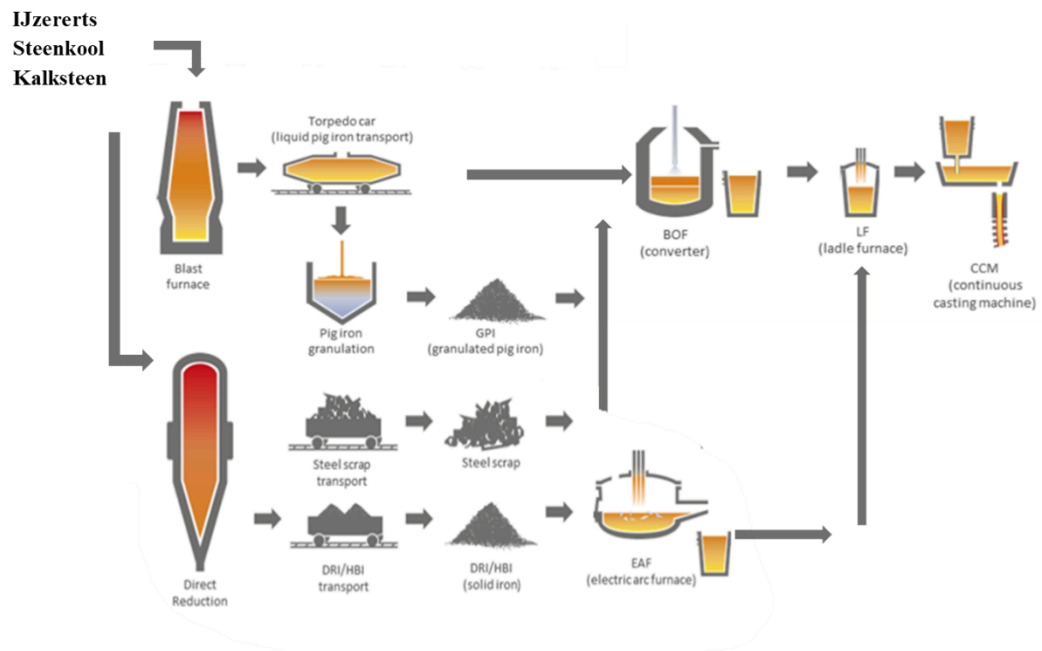 IJzererts
Steenkool
Kalksteen
Torpedo car
(liquid pig iron transport)
Blast
furnace
BOF
(converter)
LF
(ladle furnace)
CCM
(continuous
casting machine)
Pig iron
granulation
GPI
(granulated pig iron)
Steel scrap
transport
Steel scrap
Direct
Reduction
DRI/HBI
transport
DRI/HBI
(solid iron)
EAF
(electric arc furnace)